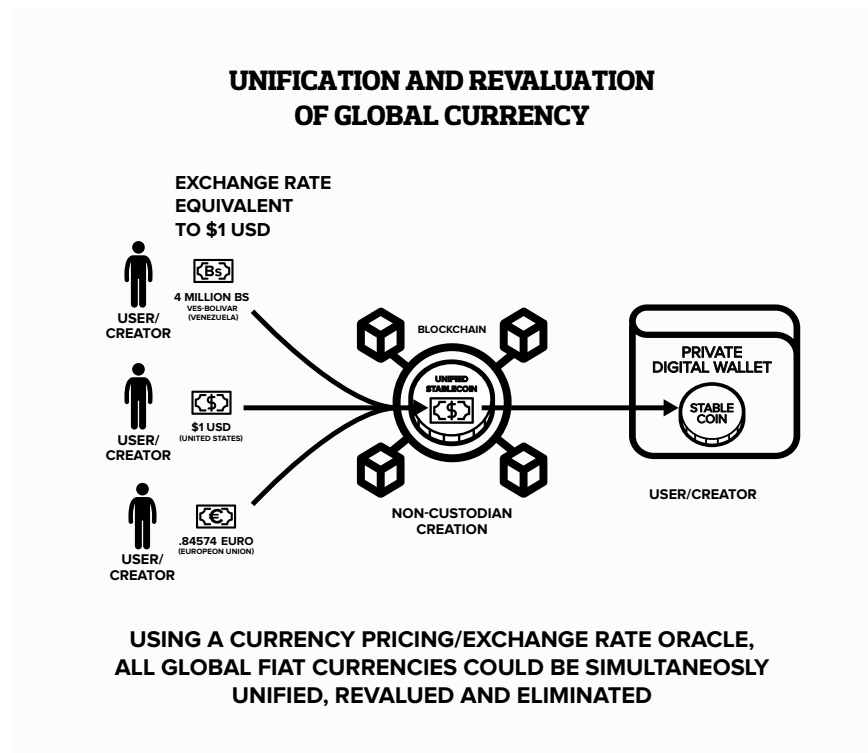 UNIFICATION AND REVALUATION
OF GLOBAL CURRENCY
EXCHANGE RATE
EQUIVALENT
TO $1 USD
Bs
4 MILLION BS
VES-BOLIVAR
(VENEZUELA)
USER/
CREATOR
$
$1 USD
(UNITED STATES)
USER/
CREATOR
€
.84574 EURO
(EUROPEAN UNION)
USER/
CREATOR
BLOCKCHAIN
UNIFIED
STABLECOIN
$
NON-CUSTODIAN
CREATION
PRIVATE
DIGITAL WALLET
STABLE
COIN
USER/CREATOR
USING A CURRENCY PRICING/EXCHANGE RATE ORACLE,
ALL GLOBAL FIAT CURRENCIES COULD BE SIMULTANEOSLY
UNIFIED, REVALUED AND ELIMINATED